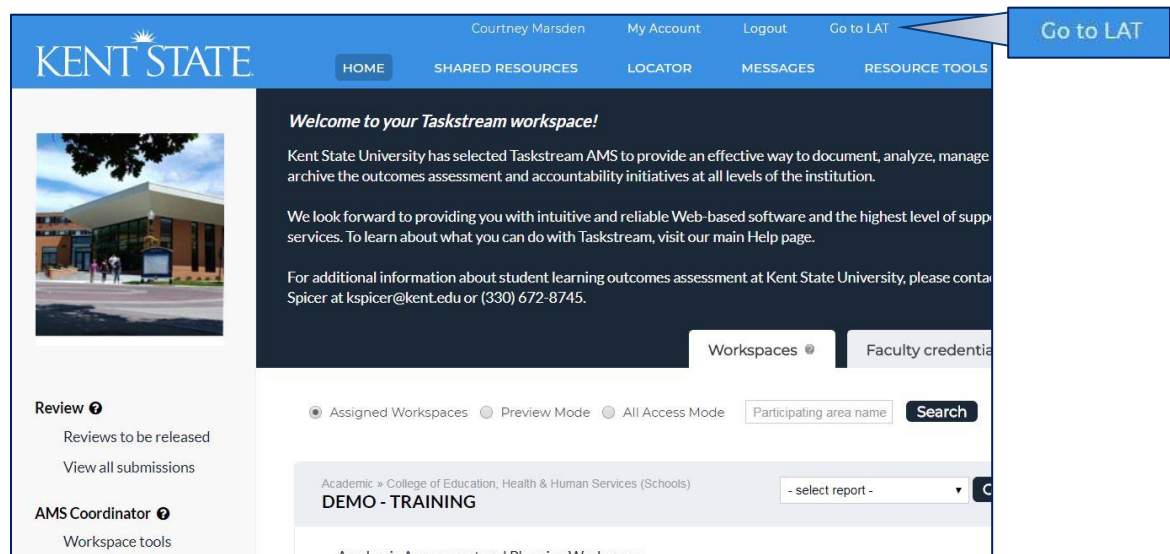 Courtney Marsden My Account Logout Go to LAT
Go to LAT
KENT STATE
HOME SHARED RESOURCES LOCATOR MESSAGES RESOURCE TOOLS
Welcome to your Taskstream workspace!
Kent State University has selected Taskstream AMS to provide an effective way to document, analyze, manage
archive the outcomes assessment and accountability initiatives at all levels of the institution.
We look forward to providing you with intuitive and reliable Web-based software and the highest level of supp
services. To learn about what you can do with Taskstream, visit our main Help page.
For additional information about student learning outcomes assessment at Kent State University, please conta
Spicer at kspicer@kent.edu or (330) 672-8745.
Workspaces Faculty credentia
Review
Reviews to be released
View all submissions
AMS Coordinator
Workspace tools
Assigned Workspaces Preview Mode All Access Mode Participating area name Search
Academic » College of Education, Health & Human Services (Schools)
DEMO - TRAINING
- select report -